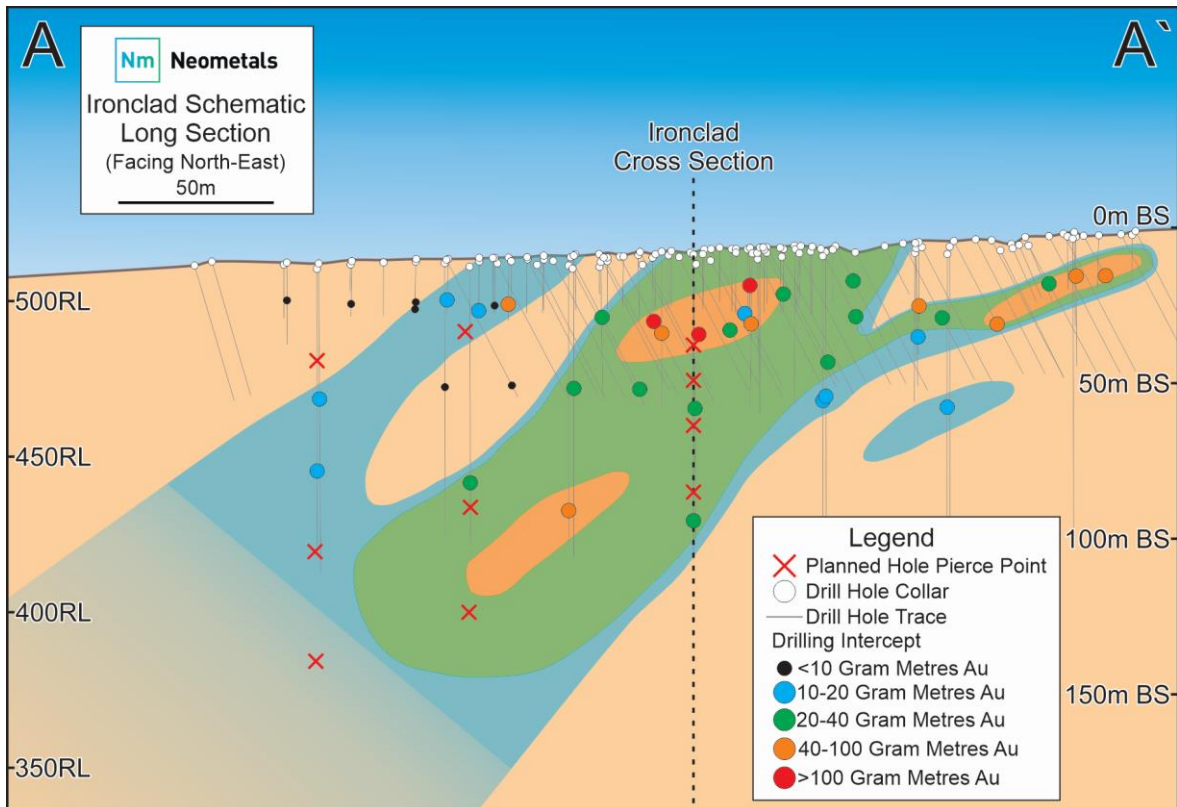 A
A`
Nm Neometals
Ironclad Schematic
Long Section
(Facing North-East)
50m
Ironclad
Cross Section
0m BS
500RL
50m BS
450RL
100m BS
400RL
150m BS
350RL
Legend
Planned Hole Pierce Point
Drill Hole Collar
Drill Hole Trace
Drilling Intercept
<10 Gram Metres Au
10-20 Gram Metres Au
20-40 Gram Metres Au
40-100 Gram Metres Au
>100 Gram Metres Au